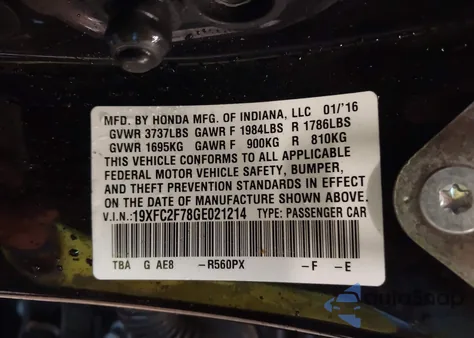 MFD. BY HONDA MFG. OF INDIANA, LLC 01/'16
GVWR 3737LBS GAWR F 1984LBS R 1786LBS
GVWR 1695KG GAWR F 900KG R 810KG
THIS VEHICLE CONFORMS TO ALL APPLICABLE
FEDERAL MOTOR VEHICLE SAFETY, BUMPER,
AND THEFT PREVENTION STANDARDS IN EFFECT
ON THE DATE OF MANUFACTURE SHOWN ABOVE.
V.I.N.: 19XFC2F78GE021214 TYPE: PASSENGER CAR
TBA G AE8 –R560PX –F –E